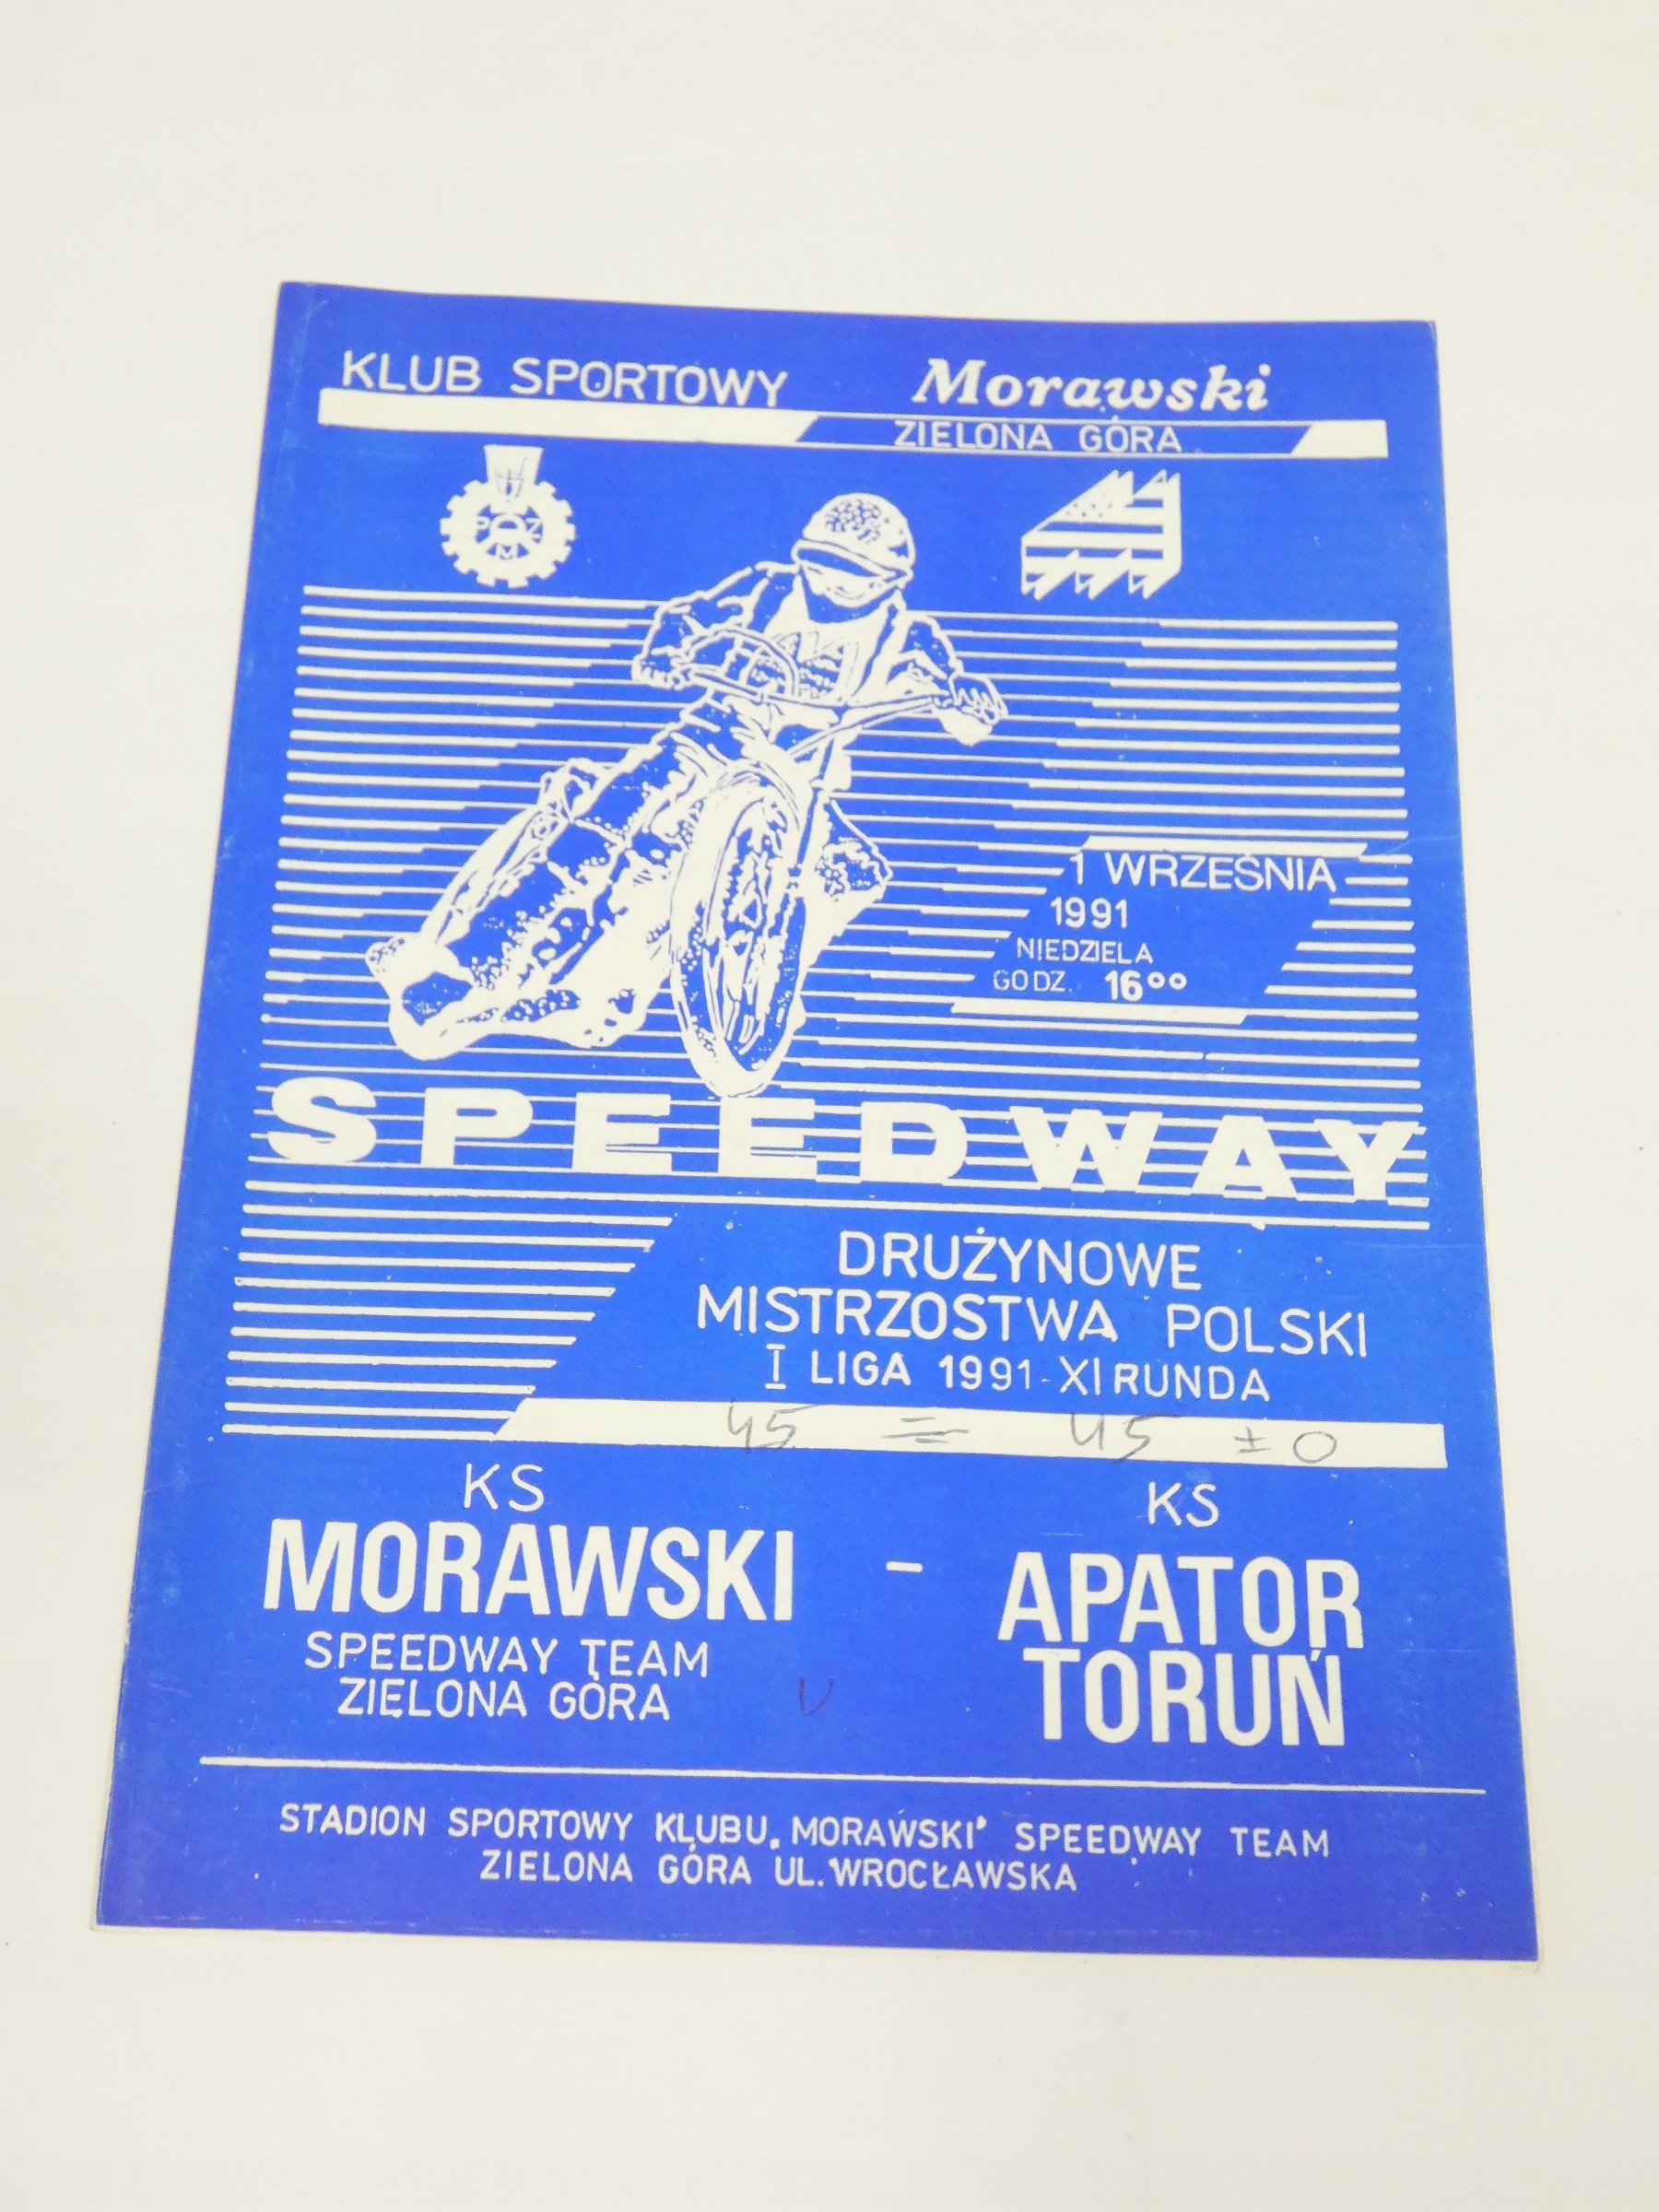 KLUB SPORTOWY Morawski
ZIELONA GÓRA
PZM
1 WRZEŚNIA
1991
NIEDZIELA
GODZ. 16⁰⁰
SPEEDWAY
DRUŻYNOWE
MISTRZOSTWA POLSKI
I LIGA 1991-XI RUNDA
45 = 45 ± 0
KS
MORAWSKI
SPEEDWAY TEAM
ZIELONA GÓRA
-
KS
APATOR
TORUŃ
STADION SPORTOWY KLUBU „MORAWSKI" SPEEDWAY TEAM
ZIELONA GÓRA UL. WROCŁAWSKA